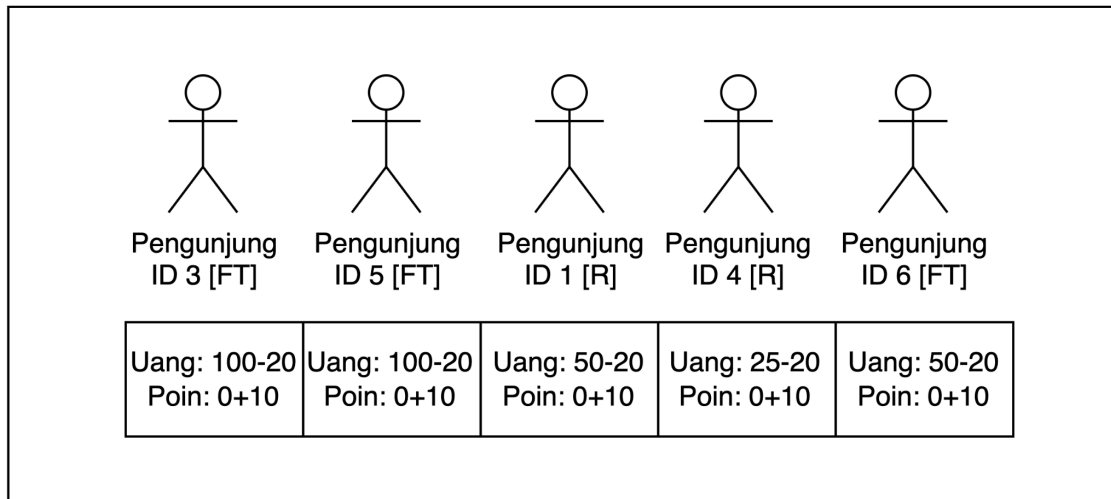 Pengunjung
ID 3 [FT]
Pengunjung
ID 5 [FT]
Pengunjung
ID 1 [R]
Pengunjung
ID 4 [R]
Pengunjung
ID 6 [FT]
Uang: 100-20
Poin: 0+10
Uang: 100-20
Poin: 0+10
Uang: 50-20
Poin: 0+10
Uang: 25-20
Poin: 0+10
Uang: 50-20
Poin: 0+10